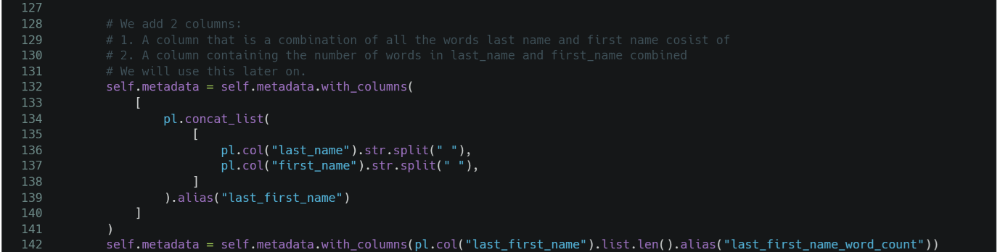 127
128         # We add 2 columns:
129         # 1. A column that is a combination of all the words last name and first name cosist of
130         # 2. A column containing the number of words in last_name and first_name combined
131         # We will use this later on.
132         self.metadata = self.metadata.with_columns(
133             [
134                 pl.concat_list(
135                     [
136                         pl.col("last_name").str.split(" "),
137                         pl.col("first_name").str.split(" "),
138                     ]
139                 ).alias("last_first_name")
140             ]
141         )
142         self.metadata = self.metadata.with_columns(pl.col("last_first_name").list.len().alias("last_first_name_word_count"))